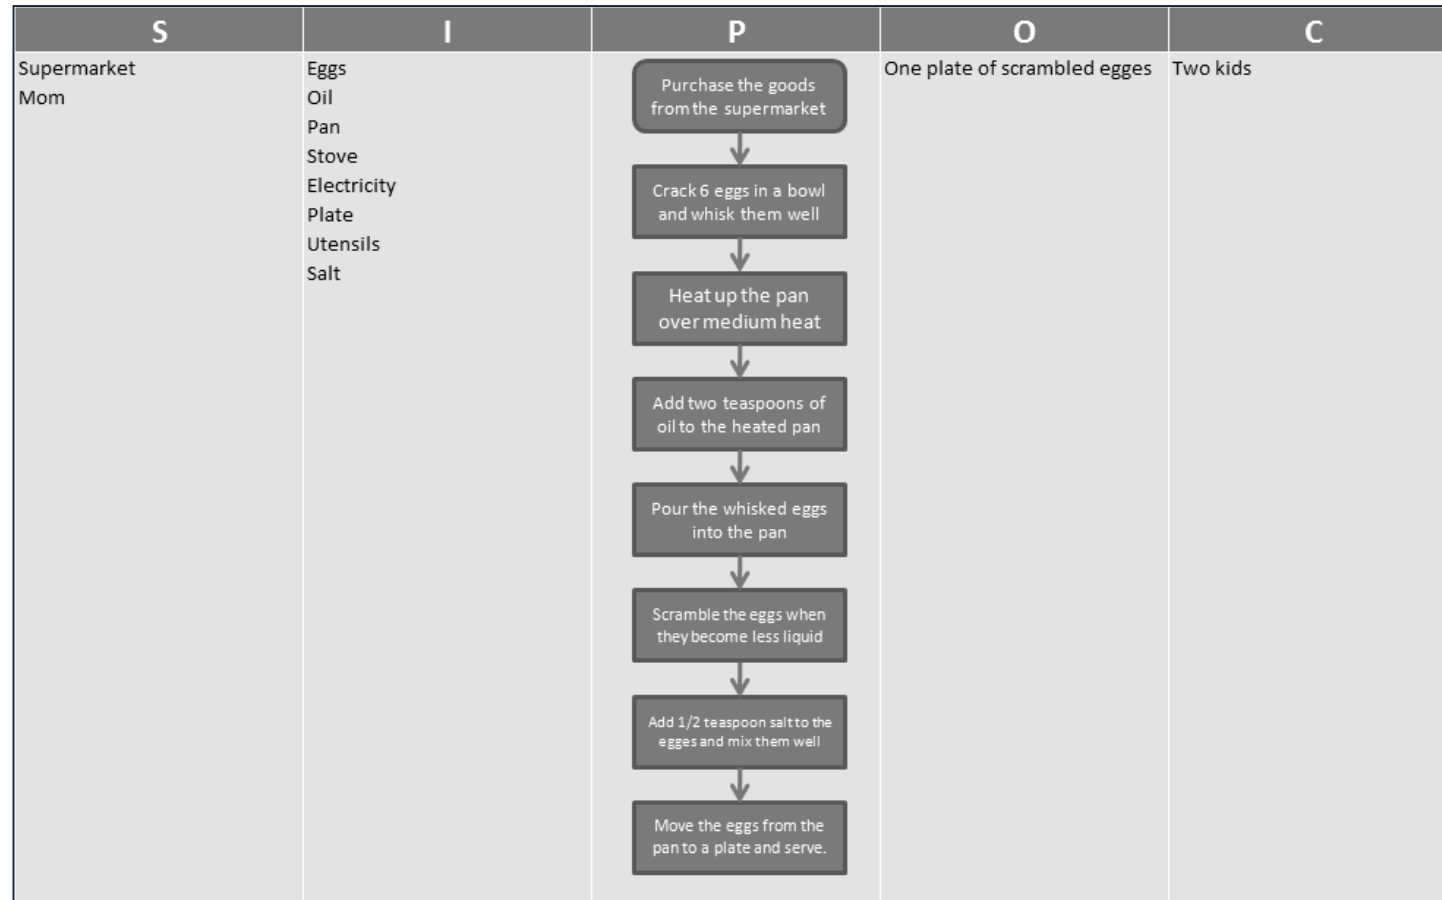 S
I
P
O
C
Supermarket
Mom
Eggs
Oil
Pan
Stove
Electricity
Plate
Utensils
Salt
Purchase the goods
from the supermarket
Crack 6 eggs in a bowl
and whisk them well
Heat up the pan
over medium heat
Add two teaspoons of
oil to the heated pan
Pour the whisked eggs
into the pan
Scramble the eggs when
they become less liquid
Add 1/2 teaspoon salt to the
egges and mix them well
Move the eggs from the
pan to a plate and serve.
One plate of scrambled egges
Two kids